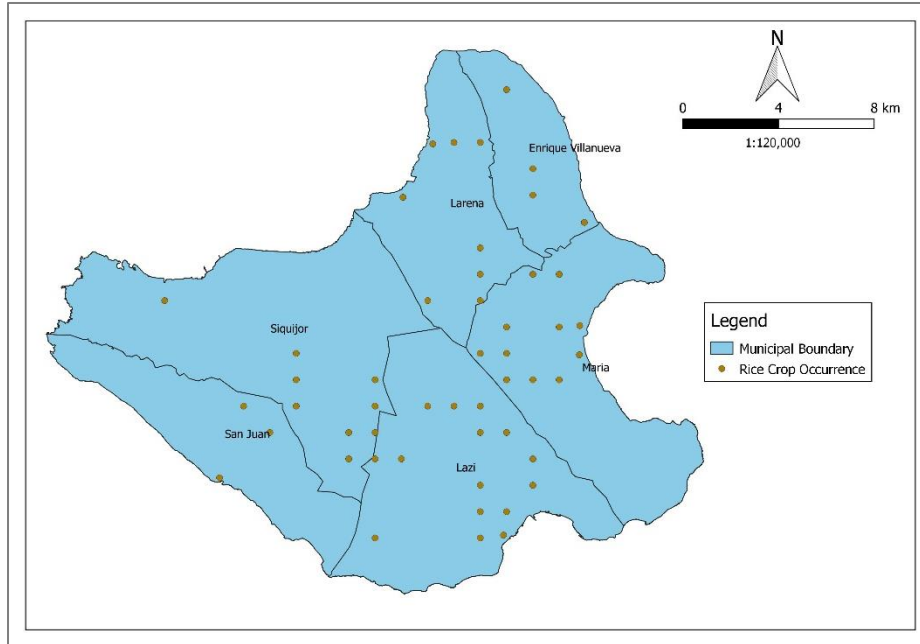 N
0 4 8 km
1:120,000
Enrique Villanueva
Larena
Siquijor
Maria
San Juan
Lazi
Legend
Municipal Boundary
Rice Crop Occurrence